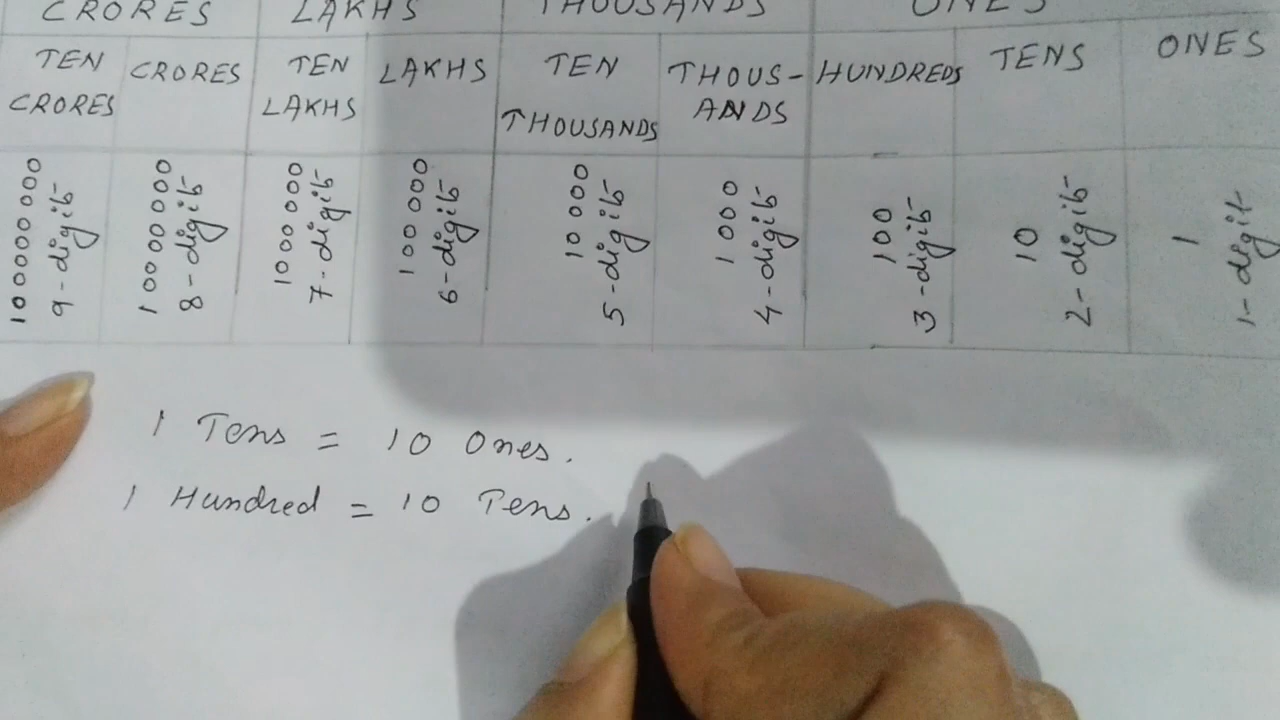 CRORES LAKHS THOUSANDS ONES
TEN CRORES CRORES TEN LAKHS LAKHS TEN THOUSANDS THOUS-ANDS HUNDREDS TENS ONES
100000000 10000000 1000000 100000 10000 1000 100 10 1
9-digit 8-digit 7-digit 6-digit 5-digit 4-digit 3-digit 2-digit 1-digit
1 Tens = 10 Ones.
1 Hundred = 10 Tens.